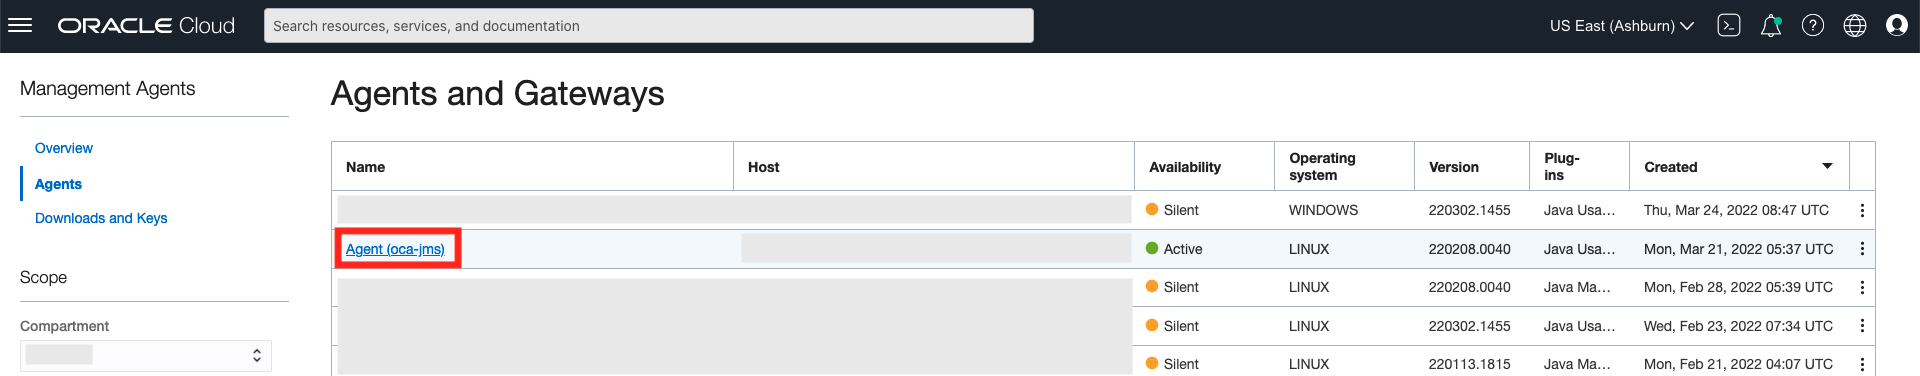 ORACLE Cloud
Search resources, services, and documentation
US East (Ashburn)
Management Agents
Overview
Agents
Downloads and Keys
Scope
Compartment
Agents and Gateways
Name Host Availability Operating system Version Plug-ins Created
Silent WINDOWS 220302.1455 Java Usa... Thu, Mar 24, 2022 08:47 UTC
Agent (oca-jms) Active LINUX 220208.0040 Java Usa... Mon, Mar 21, 2022 05:37 UTC
Silent LINUX 220208.0040 Java Ma... Mon, Feb 28, 2022 05:39 UTC
Silent LINUX 220302.1455 Java Usa... Wed, Feb 23, 2022 07:34 UTC
Silent LINUX 220113.1815 Java Ma... Mon, Feb 21, 2022 04:07 UTC